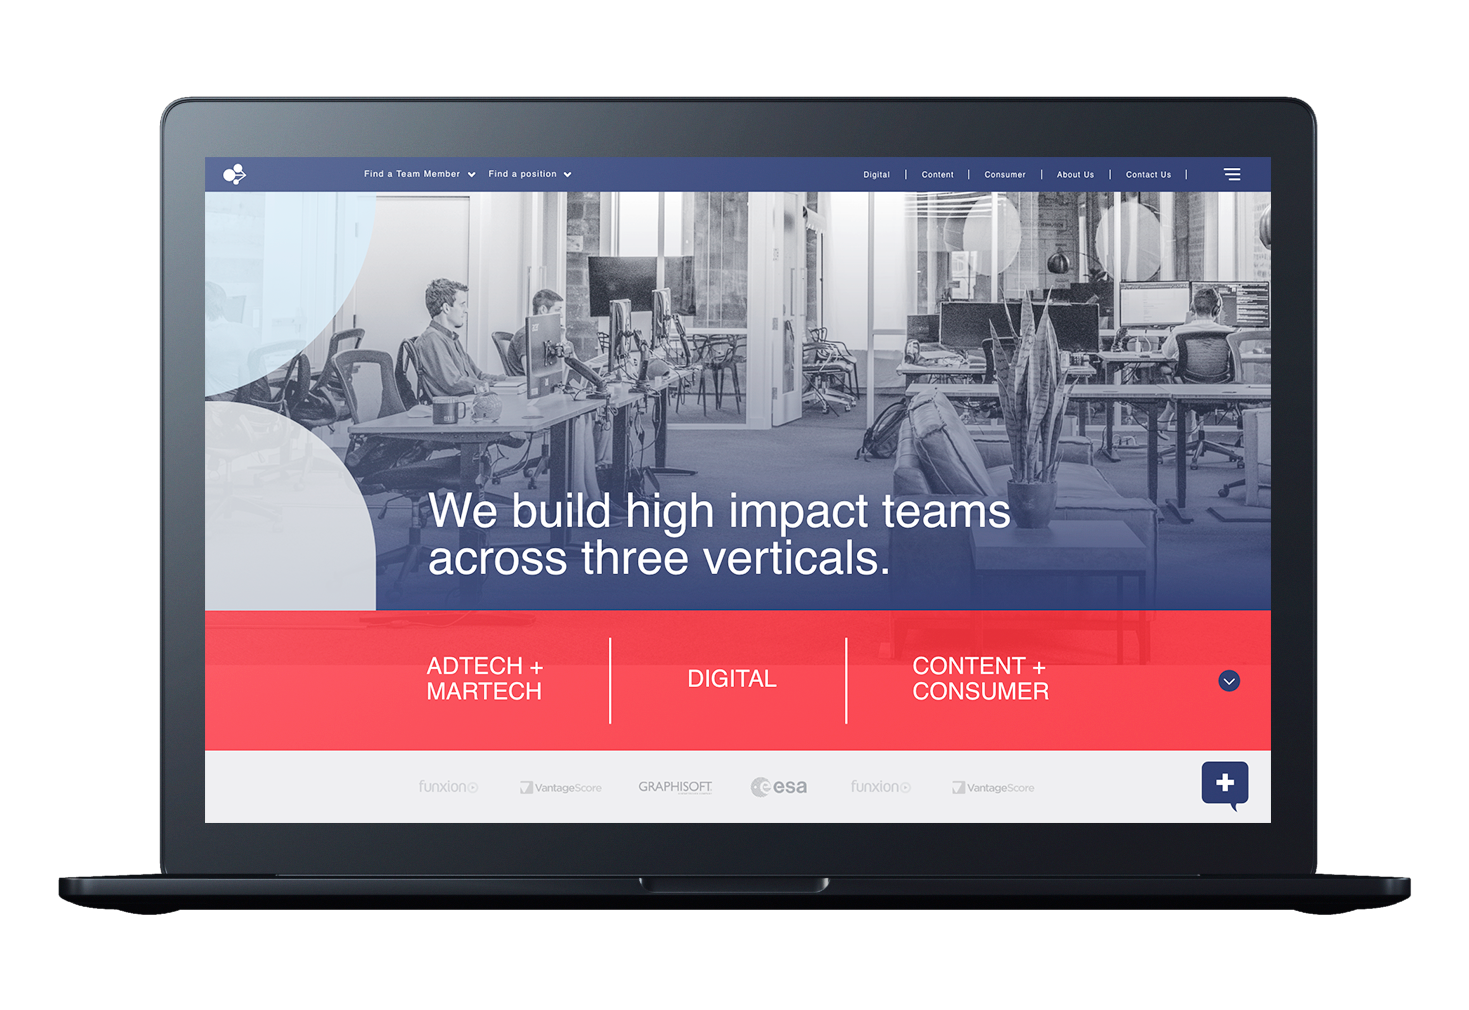 Find a Team Member
Find a position
Digital
Content
Consumer
About Us
Contact Us
We build high impact teams
across three verticals.
ADTECH +
MARTECH
DIGITAL
CONTENT +
CONSUMER
funxion
VantageScore
GRAPHISOFT
esa
funxion
VantageScore